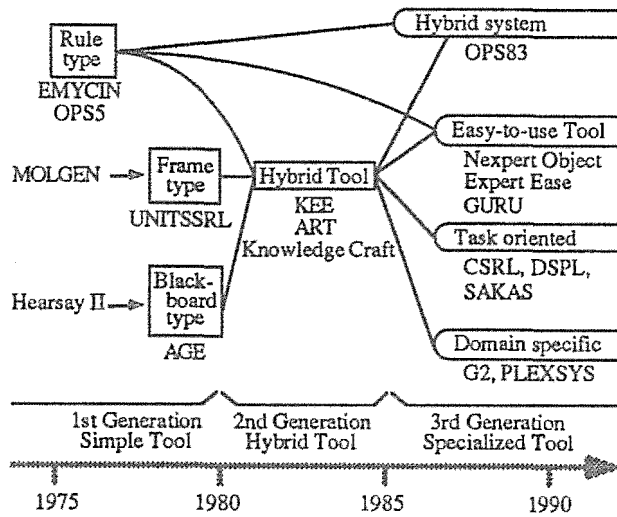 Rule
type
EMYCIN
OPS5
MOLGEN
Frame
type
UNITSSRL
Hearsay II
Black-
board
type
AGE
Hybrid Tool
KEE
ART
Knowledge Craft
Hybrid system
OPS83
Easy-to-use Tool
Nexpert Object
Expert Ease
GURU
Task oriented
CSRL, DSPL,
SAKAS
Domain specific
G2, PLEXSYS
1st Generation
Simple Tool
2nd Generation
Hybrid Tool
3rd Generation
Specialized Tool
1975
1980
1985
1990